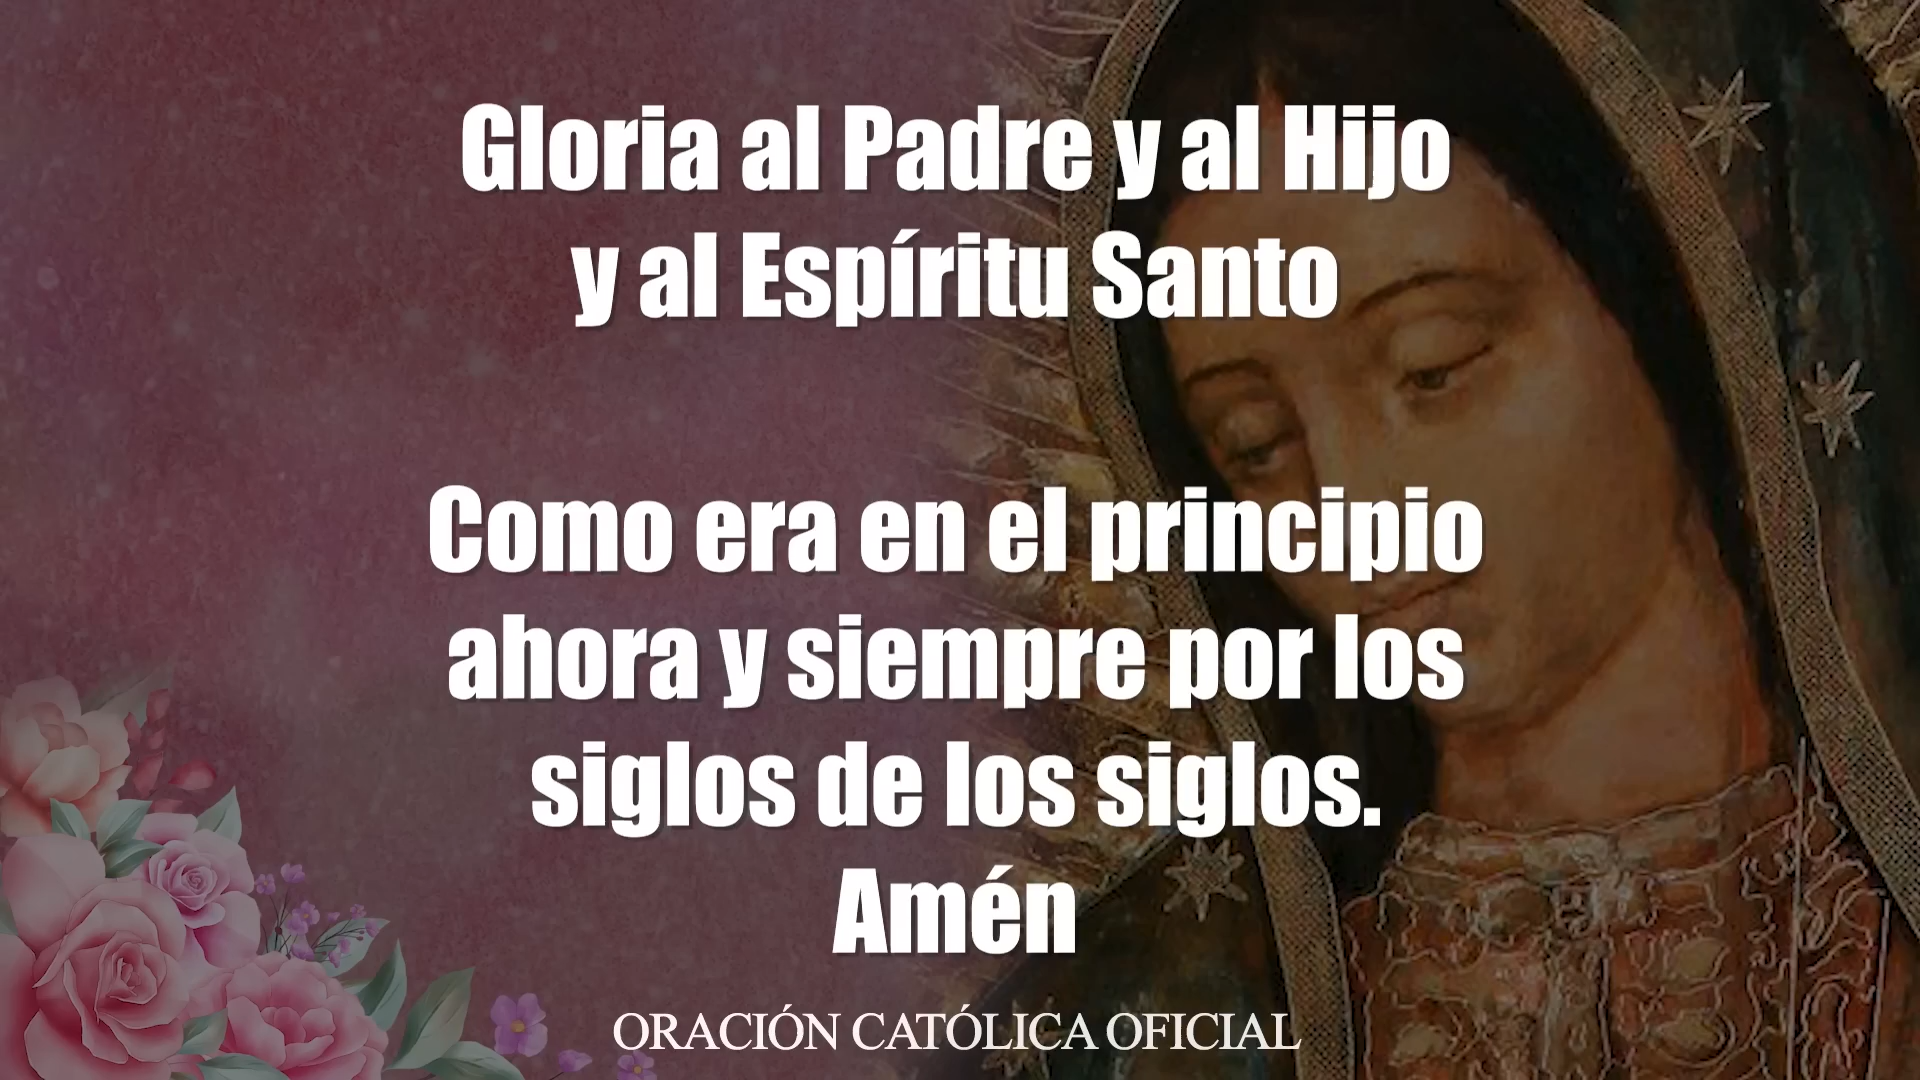 Gloria al Padre y al Hijo
y al Espíritu Santo
Como era en el principio
ahora y siempre por los
siglos de los siglos.
Amén
ORACIÓN CATÓLICA OFICIAL